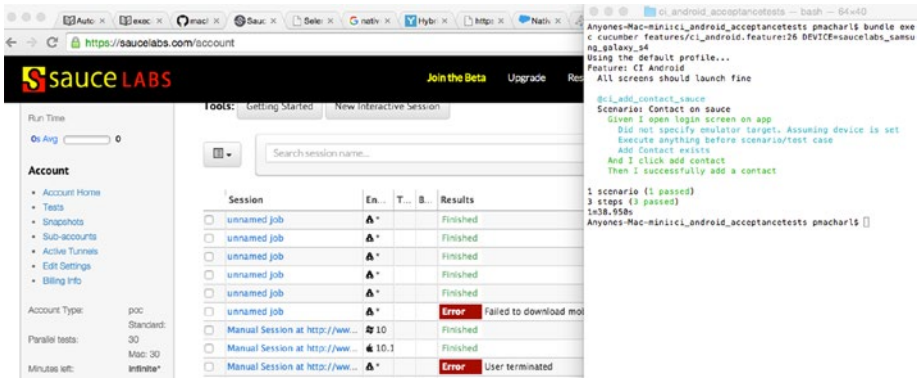 Auto
exec
macl
Sauc
Sele
nativ
Hybr
https
Nativ
https://saucelabs.com/account
SAUCE LABS
Join the Beta Upgrade Res
Run Time
0s Avg 0
Account
Account Home
Tests
Snapshots
Sub-accounts
Active Tunnels
Edit Settings
Billing Info
Account Type: poc
Standard:
Parallel tests: 30
Mac: 30
Minutes left: Infinite*
Tools: Getting Started New Interactive Session
Search session name...
Session En... T... B... Results
unnamed job Finished
unnamed job Finished
unnamed job Finished
unnamed job Finished
unnamed job Finished
unnamed job Error Failed to download mol
Manual Session at http://ww... 10 Finished
Manual Session at http://ww... 10.1 Finished
Manual Session at http://ww... Error User terminated
ci_android_acceptancetests — bash — 64×40
Anyones-Mac-mini:ci_android_acceptancetests pmacharl$ bundle exe
c cucumber features/ci_android.feature:26 DEVICE=saucelabs_samsu
ng_galaxy_s4
Using the default profile...
Feature: CI Android
All screens should launch fine
@ci_add_contact_sauce
Scenario: Contact on sauce
Given I open login screen on app
Did not specify emulator target. Assuming device is set
Execute anything before scenario/test case
Add Contact exists
And I click add contact
Then I successfully add a contact
1 scenario (1 passed)
3 steps (3 passed)
1m38.950s
Anyones-Mac-mini:ci_android_acceptancetests pmacharl$